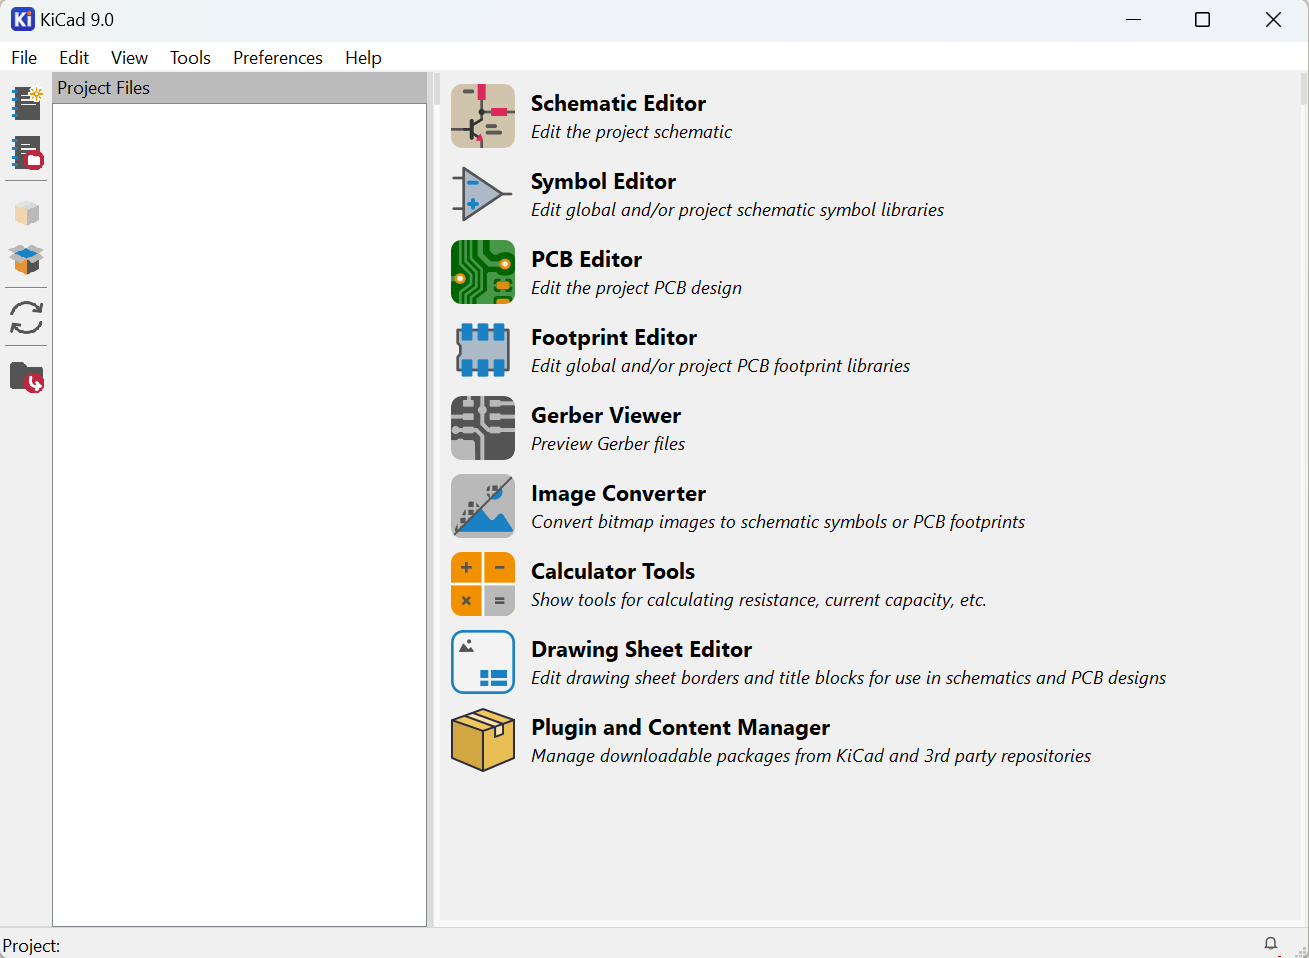 KiCad 9.0
File Edit View Tools Preferences Help
Project Files
Schematic Editor
Edit the project schematic
Symbol Editor
Edit global and/or project schematic symbol libraries
PCB Editor
Edit the project PCB design
Footprint Editor
Edit global and/or project PCB footprint libraries
Gerber Viewer
Preview Gerber files
Image Converter
Convert bitmap images to schematic symbols or PCB footprints
Calculator Tools
Show tools for calculating resistance, current capacity, etc.
Drawing Sheet Editor
Edit drawing sheet borders and title blocks for use in schematics and PCB designs
Plugin and Content Manager
Manage downloadable packages from KiCad and 3rd party repositories
Project: